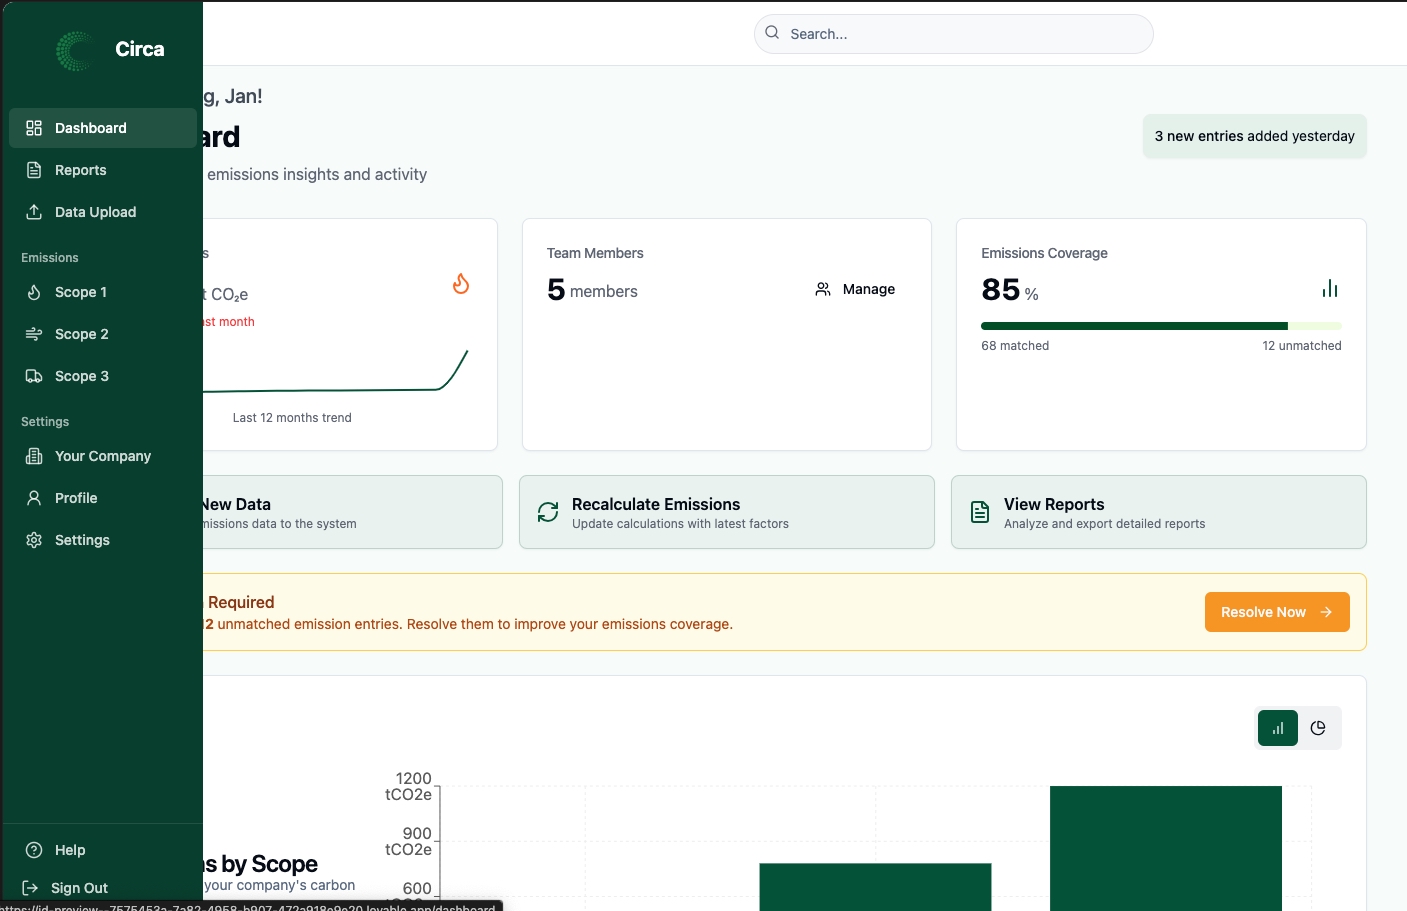 Circa
Dashboard
Reports
Data Upload
Emissions
Scope 1
Scope 2
Scope 3
Settings
Your Company
Profile
Settings
Help
Sign Out
Search...
g, Jan!
ard
emissions insights and activity
3 new entries added yesterday
s
t CO₂e
ast month
Last 12 months trend
Team Members
5 members
Manage
Emissions Coverage
85 %
68 matched
12 unmatched
New Data
missions data to the system
Recalculate Emissions
Update calculations with latest factors
View Reports
Analyze and export detailed reports
Required
12 unmatched emission entries. Resolve them to improve your emissions coverage.
Resolve Now
1200
tCO2e
900
tCO2e
600
s by Scope
your company's carbon